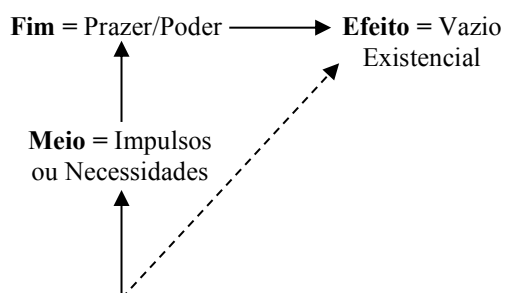 Fim = Prazer/Poder
Efeito = Vazio
Existencial
Meio = Impulsos
ou Necessidades